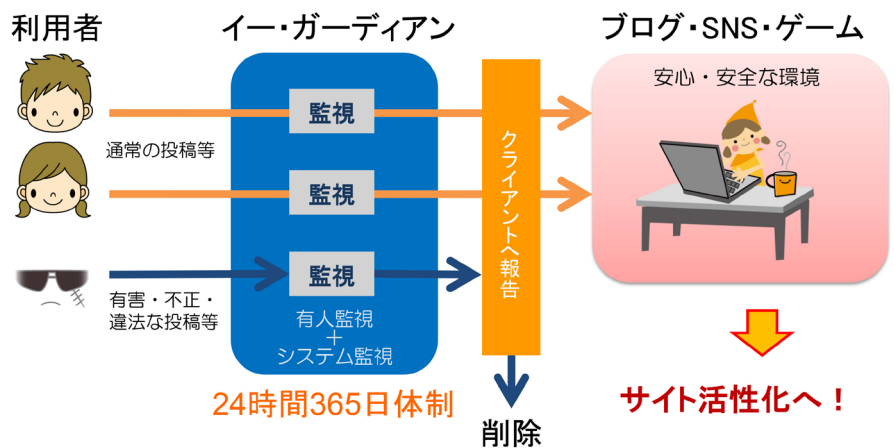 利用者
イー・ガーディアン
ブログ・SNS・ゲーム
監視
安心・安全な環境
通常の投稿等
監視
クライアントへ報告
監視
有害・不正・
違法な投稿等
有人監視
＋
システム監視
24時間365日体制
削除
サイト活性化へ！